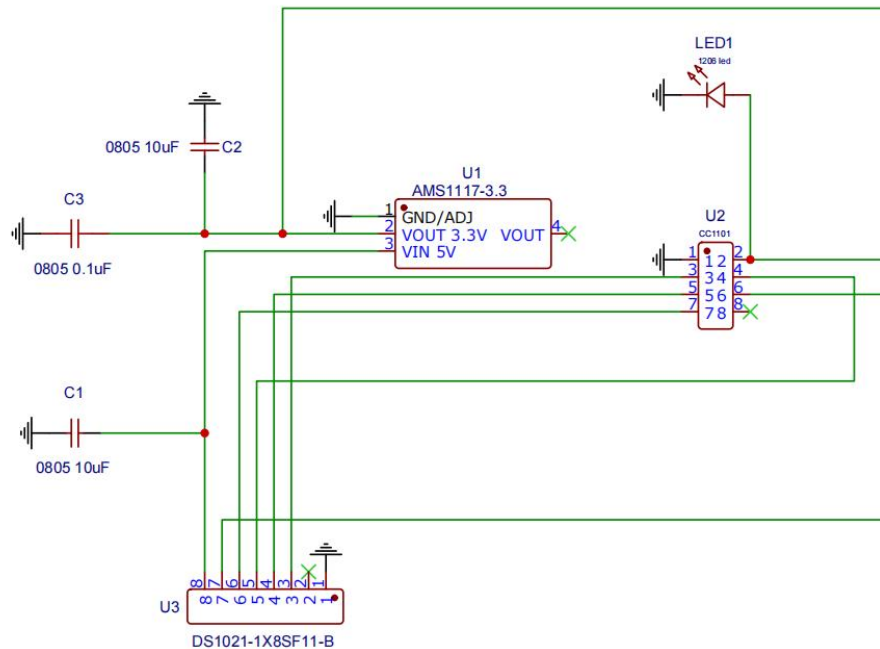 LED1
1206 led
0805 10uF
C2
U1
AMS1117-3.3
C3
1
GND/ADJ
2
VOUT 3.3V
VOUT
4
3
VIN 5V
0805 0.1uF
U2
CC1101
1
1 2
2
3
3 4
4
5
5 6
6
7
7 8
8
C1
0805 10uF
8 7 6 5 4 3 2 1
U3
8 7 6 5 4 3 2 1
DS1021-1X8SF11-B